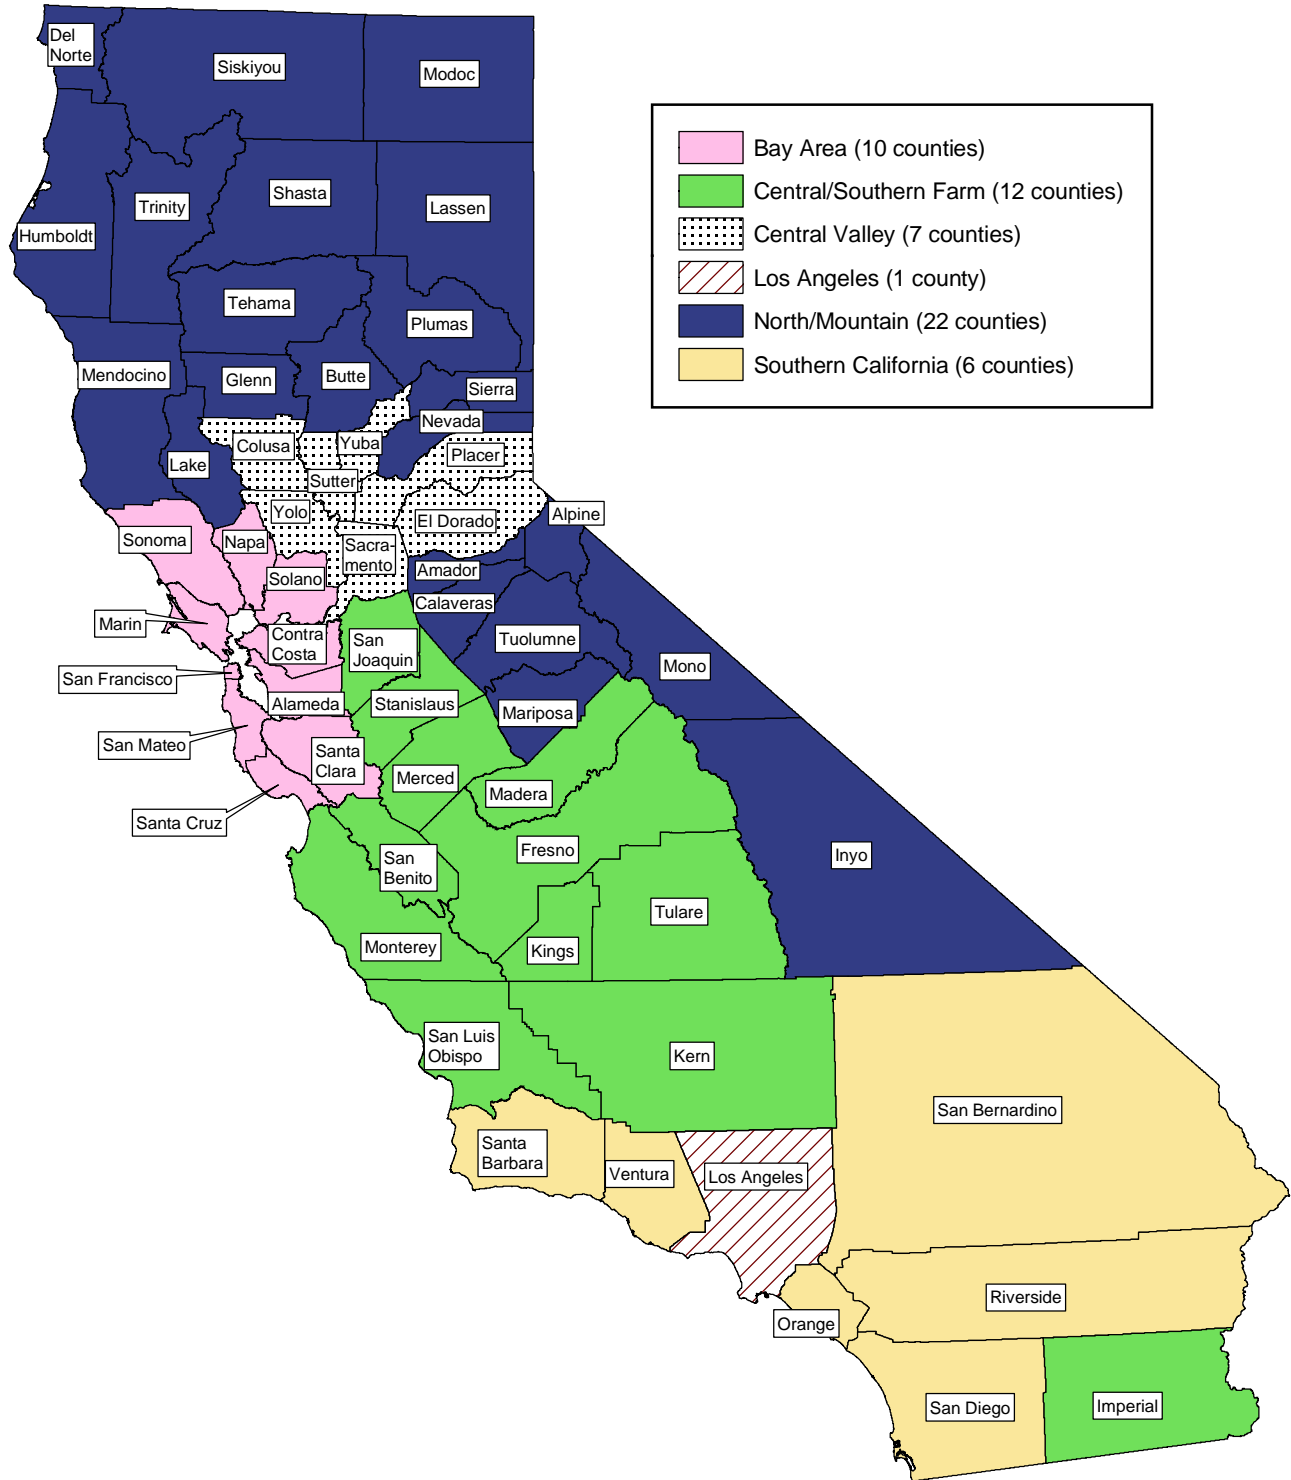 Del
Norte
Siskiyou
Modoc
Bay Area (10 counties)
Central/Southern Farm (12 counties)
Central Valley (7 counties)
Los Angeles (1 county)
North/Mountain (22 counties)
Southern California (6 counties)
Humboldt
Trinity
Shasta
Lassen
Tehama
Plumas
Mendocino
Glenn
Butte
Sierra
Nevada
Lake
Colusa
Yuba
Placer
Sutter
Yolo
El Dorado
Alpine
Sonoma
Napa
Sacra-
mento
Solano
Amador
Calaveras
Marin
Contra
Costa
San
Joaquin
Tuolumne
Mono
San Francisco
Alameda
Stanislaus
Mariposa
San Mateo
Santa
Clara
Merced
Madera
Santa Cruz
San
Benito
Fresno
Inyo
Tulare
Monterey
Kings
San Luis
Obispo
Kern
San Bernardino
Santa
Barbara
Ventura
Los Angeles
Riverside
Orange
San Diego
Imperial